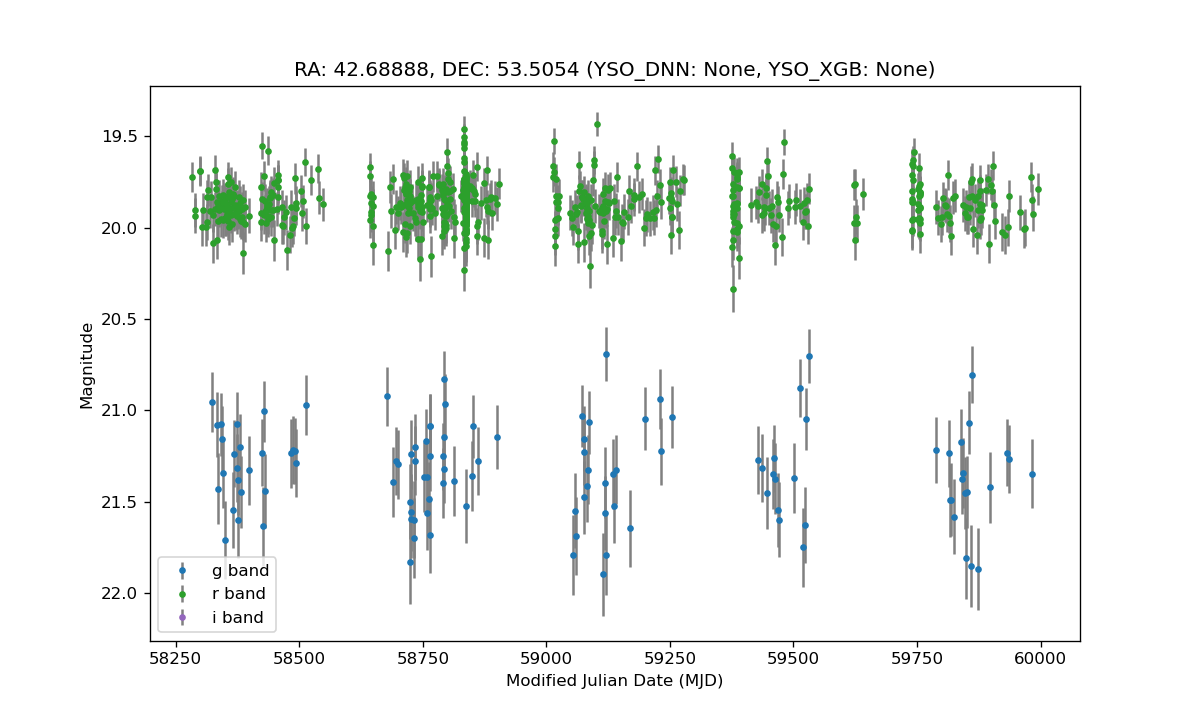 RA: 42.68888, DEC: 53.5054 (YSO_DNN: None, YSO_XGB: None)
19.5
20.0
20.5
21.0
21.5
22.0
Magnitude
g band
r band
i band
58250 58500 58750 59000 59250 59500 59750 60000
Modified Julian Date (MJD)